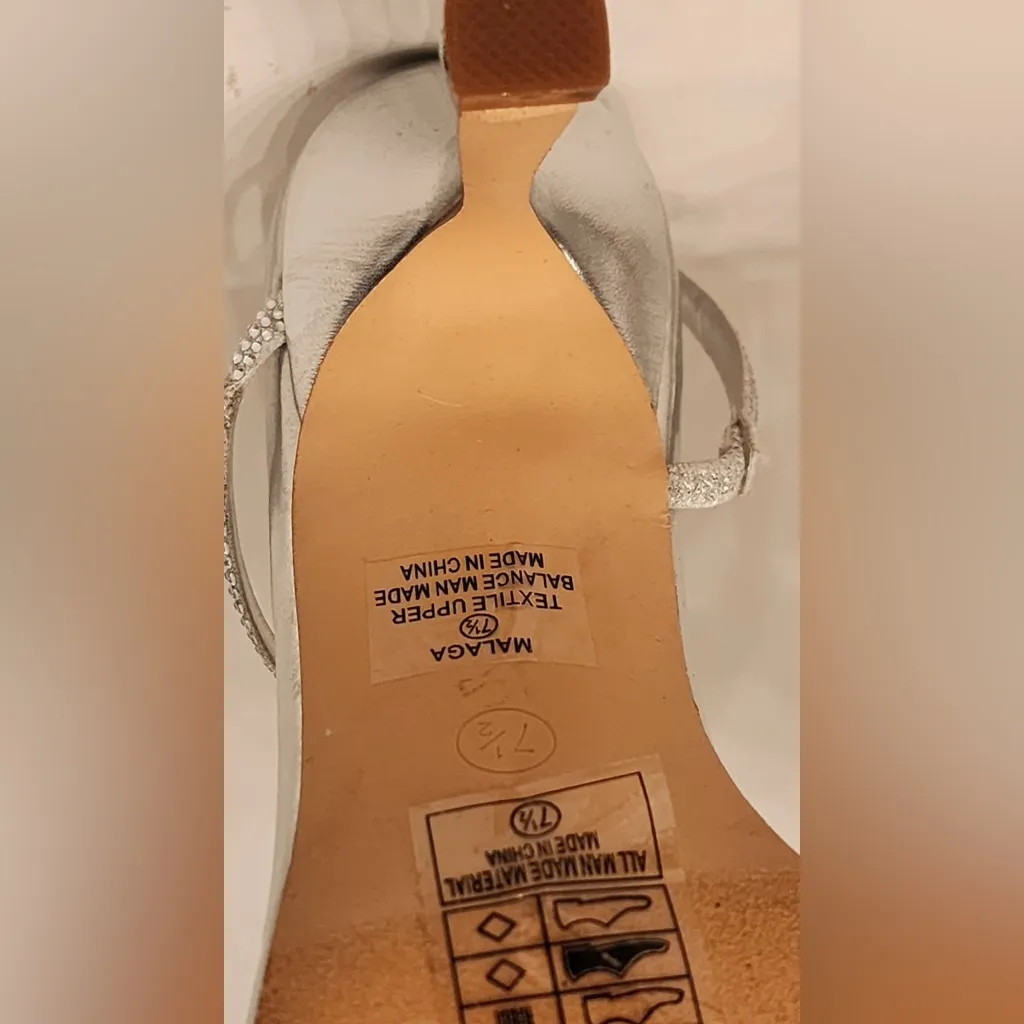 MALAGA
7½
TEXTILE UPPER
BALANCE MAN MADE
MADE IN CHINA
7½
7½
MADE IN CHINA
ALL MAN MADE MATERIAL